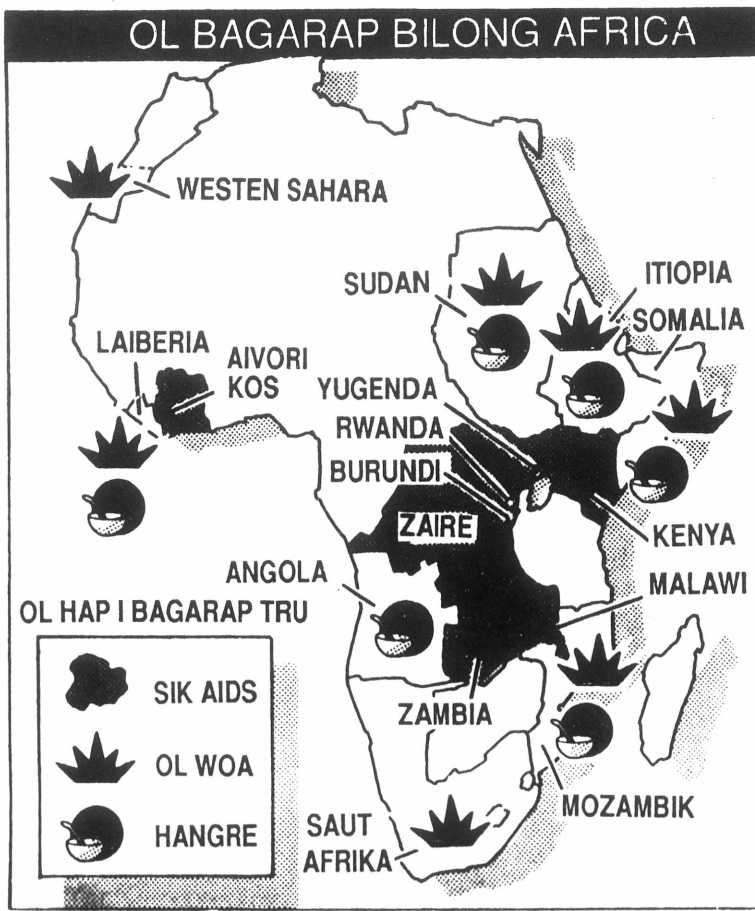 OL BAGARAP BILONG AFRICA
WESTEN SAHARA
SUDAN
ITIOPIA
SOMALIA
LAIBERIA
AIVORI
KOS
YUGENDA
RWANDA
BURUNDI
ZAIRE
KENYA
ANGOLA
MALAWI
OL HAP I BAGARAP TRU
SIK AIDS
OL WOA
HANGRE
ZAMBIA
MOZAMBIK
SAUT
AFRIKA